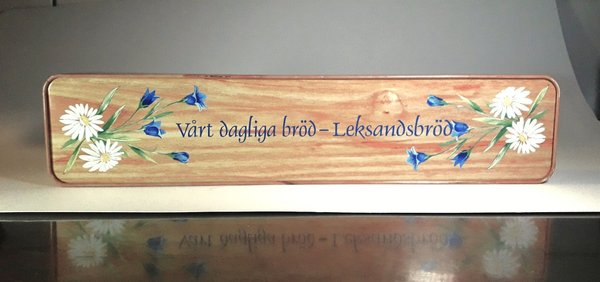 Vårt dagliga bröd – Leksandsbröd